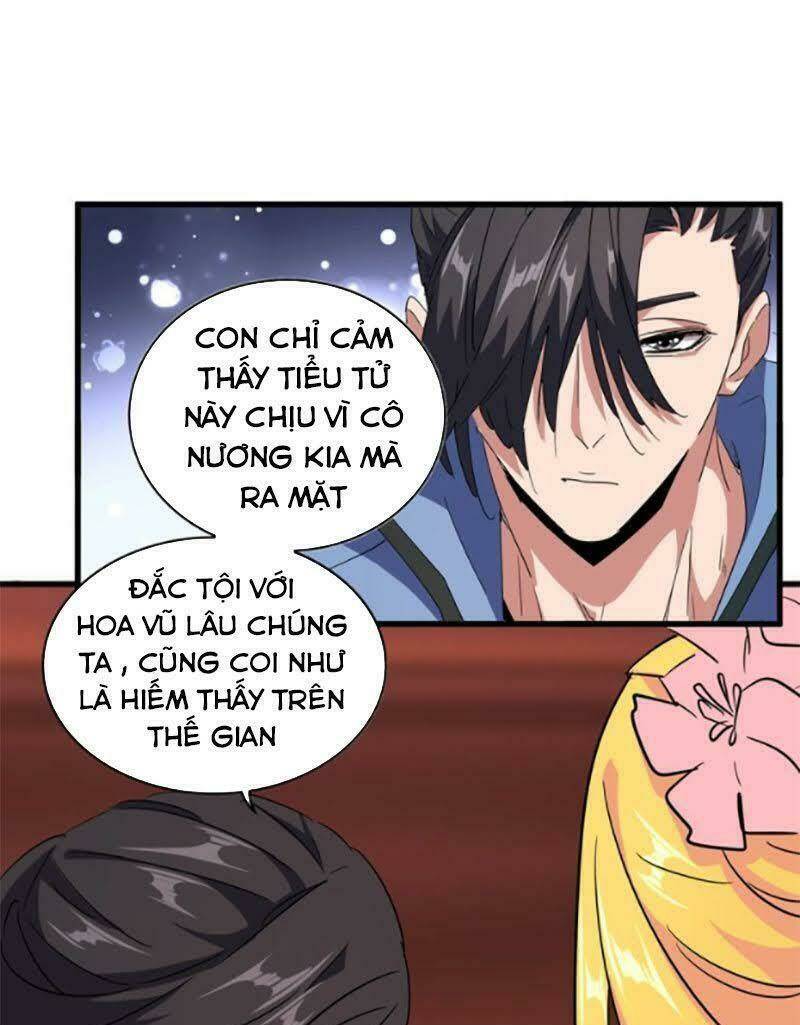 CON CHỈ CẢM
THẤY TIỂU TỬ
NÀY CHỊU VÌ CÔ
NƯƠNG KIA MÀ
RA MẶT
ĐẮC TỘI VỚI
HOA VŨ LÂU CHÚNG
TA , CŨNG COI NHƯ
LÀ HIẾM THẤY TRÊN
THẾ GIAN